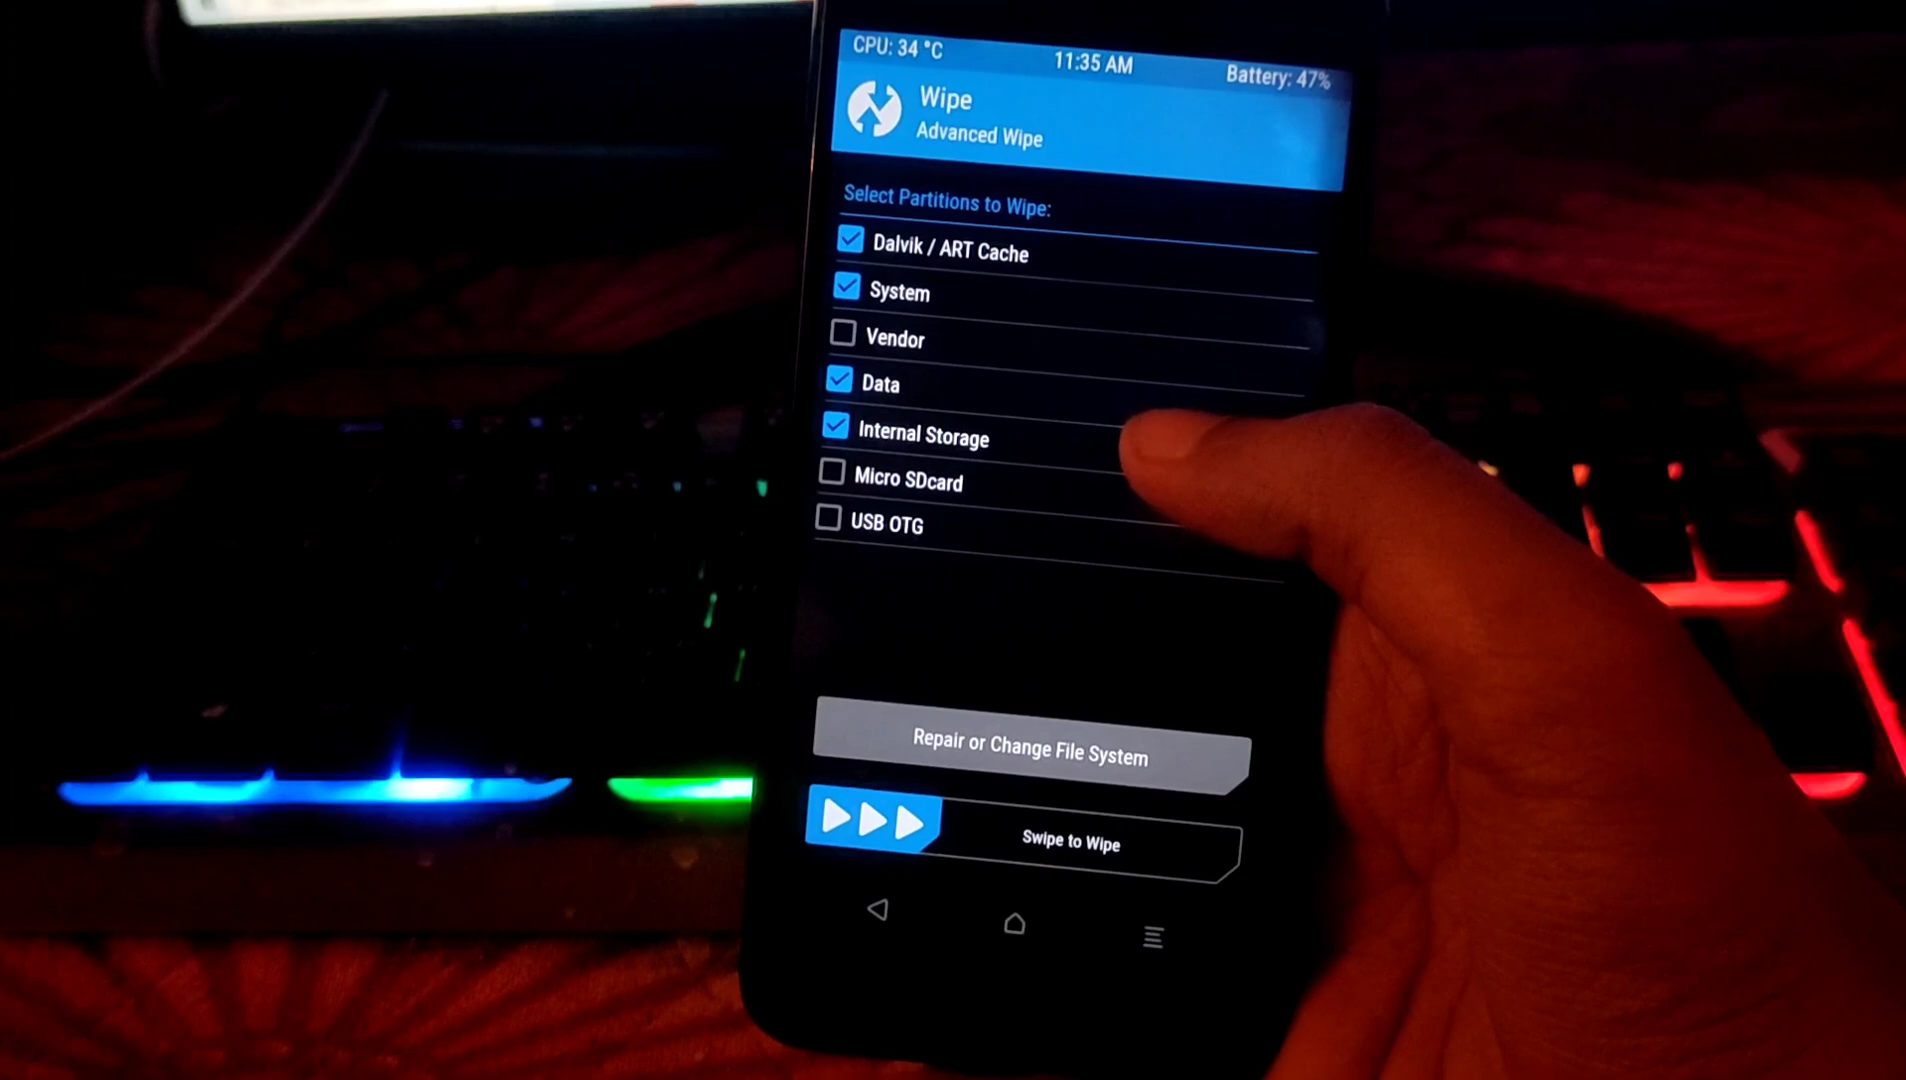 CPU: 34 °C
11:35 AM
Battery: 47%
Wipe
Advanced Wipe
Select Partitions to Wipe:
Dalvik / ART Cache
System
Vendor
Data
Internal Storage
Micro SDcard
USB OTG
Repair or Change File System
Swipe to Wipe